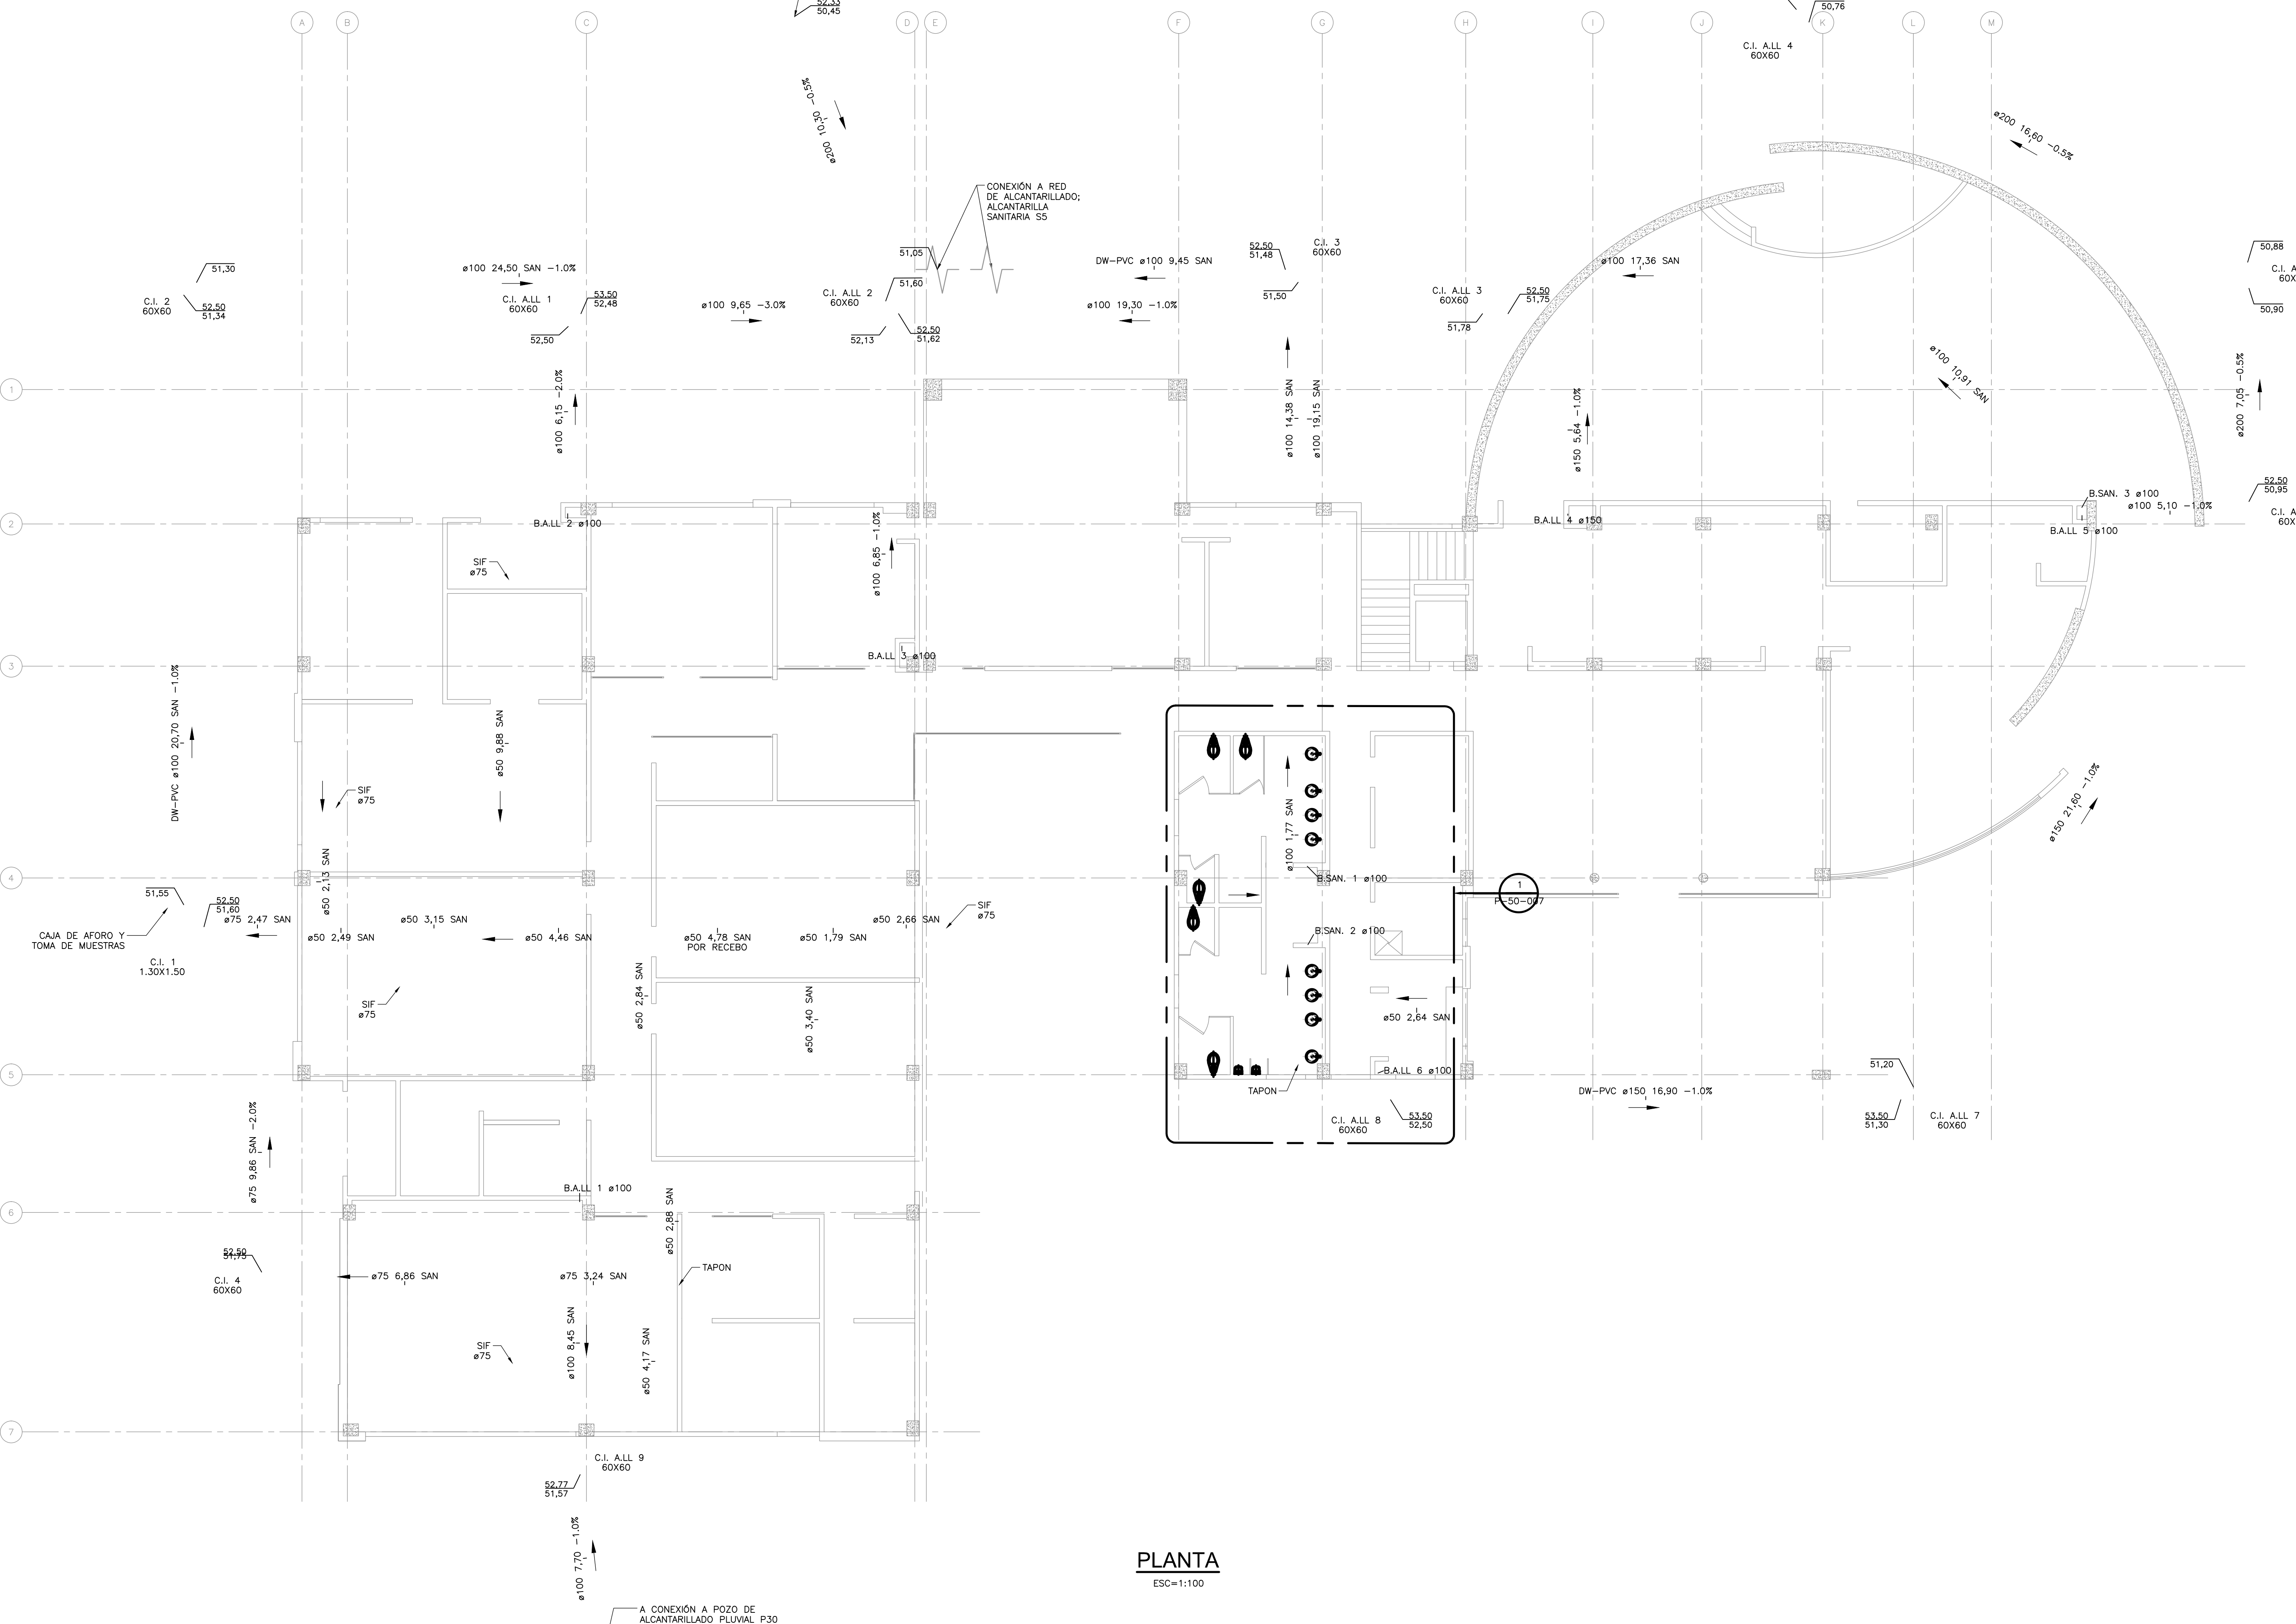 52,33
50,45
50,76
A
B
C
D
E
F
G
H
I
J
K
L
M
C.I. A.LL 4
60X60
ø200 10,30 -0.5%
ø200 16,60 -0.5%
CONEXIÓN A RED
DE ALCANTARILLADO;
ALCANTARILLA
SANITARIA S5
51,30
C.I. 2
60X60
52,50
51,34
ø100 24,50 SAN -1.0%
C.I. A.LL 1
60X60
53,50
52,48
52,50
ø100 9,65 -3.0%
C.I. A.LL 2
60X60
51,05
51,60
52,13
52,50
51,62
DW-PVC ø100 9,45 SAN
ø100 19,30 -1.0%
52,50
51,48
C.I. 3
60X60
51,50
C.I. A.LL 3
60X60
52,50
51,75
51,78
ø100 17,36 SAN
50,88
C.I. A
60X
50,90
ø100 10,91 SAN
ø200 7,05 -0.5%
1
ø100 6,15 -2.0%
ø100 14,38 SAN
ø100 19,15 SAN
ø150 5,64 -1.0%
52,50
50,95
C.I. A
60X
B.SAN. 3 ø100
ø100 5,10 -1.0%
B.A.LL 5 ø100
2
B.A.LL 2 ø100
B.A.LL 4 ø150
SIF
ø75
ø100 6,85 -1.0%
3
B.A.LL 3 ø100
DW-PVC ø100 20,70 SAN -1.0%
ø50 9,88 SAN
SIF
ø75
ø100 1,77 SAN
ø150 21,60 -1.0%
4
ø50 2,13 SAN
B.SAN. 1 ø100
1
P-50-007
51,55
52,50
51,60
ø75 2,47 SAN
CAJA DE AFORO Y
TOMA DE MUESTRAS
C.I. 1
1.30X1.50
ø50 2,49 SAN
ø50 3,15 SAN
ø50 4,46 SAN
ø50 4,78 SAN
POR RECEBO
ø50 1,79 SAN
ø50 2,66 SAN
SIF
ø75
B.SAN. 2 ø100
SIF
ø75
ø50 2,84 SAN
ø50 3,40 SAN
ø50 2,64 SAN
5
B.A.LL 6 ø100
TAPON
51,20
DW-PVC ø150 16,90 -1.0%
C.I. A.LL 8
60X60
53,50
52,50
53,50
51,30
C.I. A.LL 7
60X60
ø75 9,86 SAN -2.0%
B.A.LL 1 ø100
6
ø50 2,88 SAN
52,50
51,75
C.I. 4
60X60
ø75 6,86 SAN
ø75 3,24 SAN
TAPON
SIF
ø75
ø100 8,45 SAN
ø50 4,17 SAN
7
C.I. A.LL 9
60X60
52,77
51,57
ø100 7,70 -1.0%
PLANTA
ESC=1:100
A CONEXIÓN A POZO DE
ALCANTARILLADO PLUVIAL P30